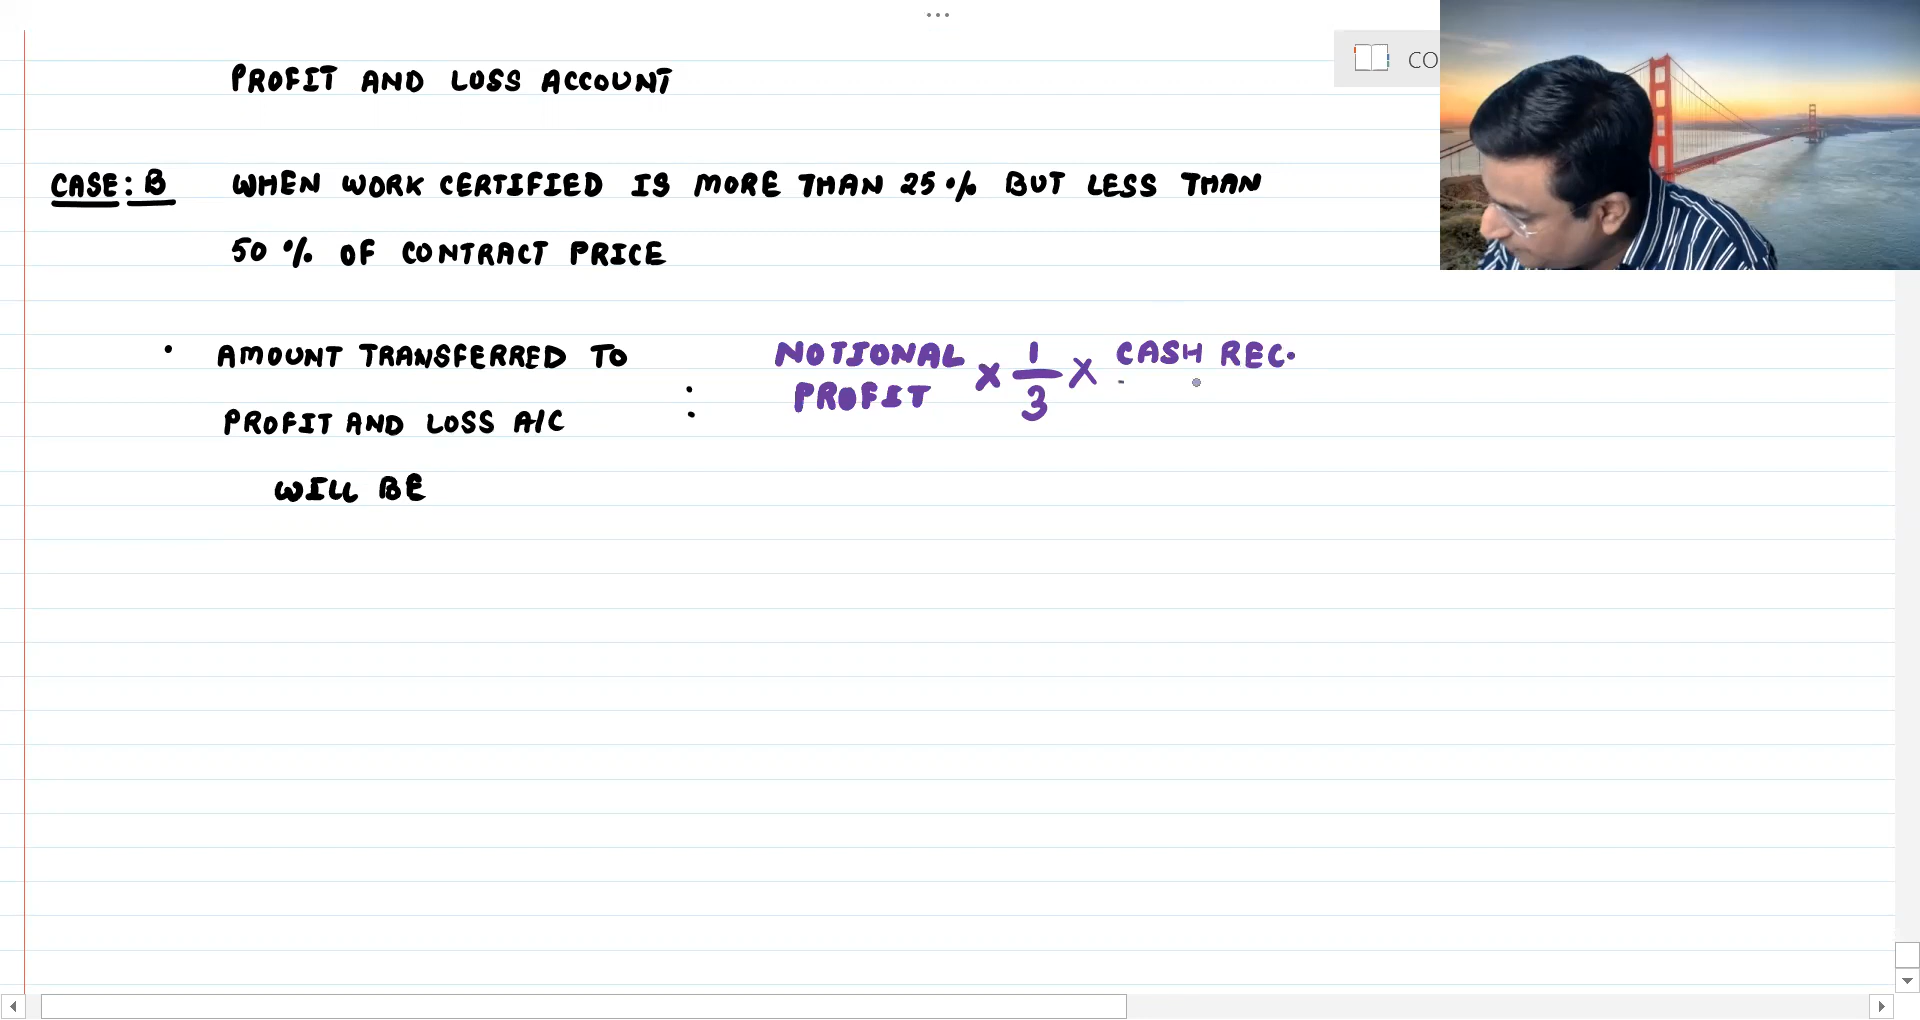 PROFIT AND LOSS ACCOUNT
CO
CASE: B WHEN WORK CERTIFIED IS MORE THAN 25% BUT LESS THAN
50% OF CONTRACT PRICE
• AMOUNT TRANSFERRED TO
PROFIT AND LOSS A/C
WILL BE
:
NOTIONAL PROFIT × 1/3 × CASH REC.